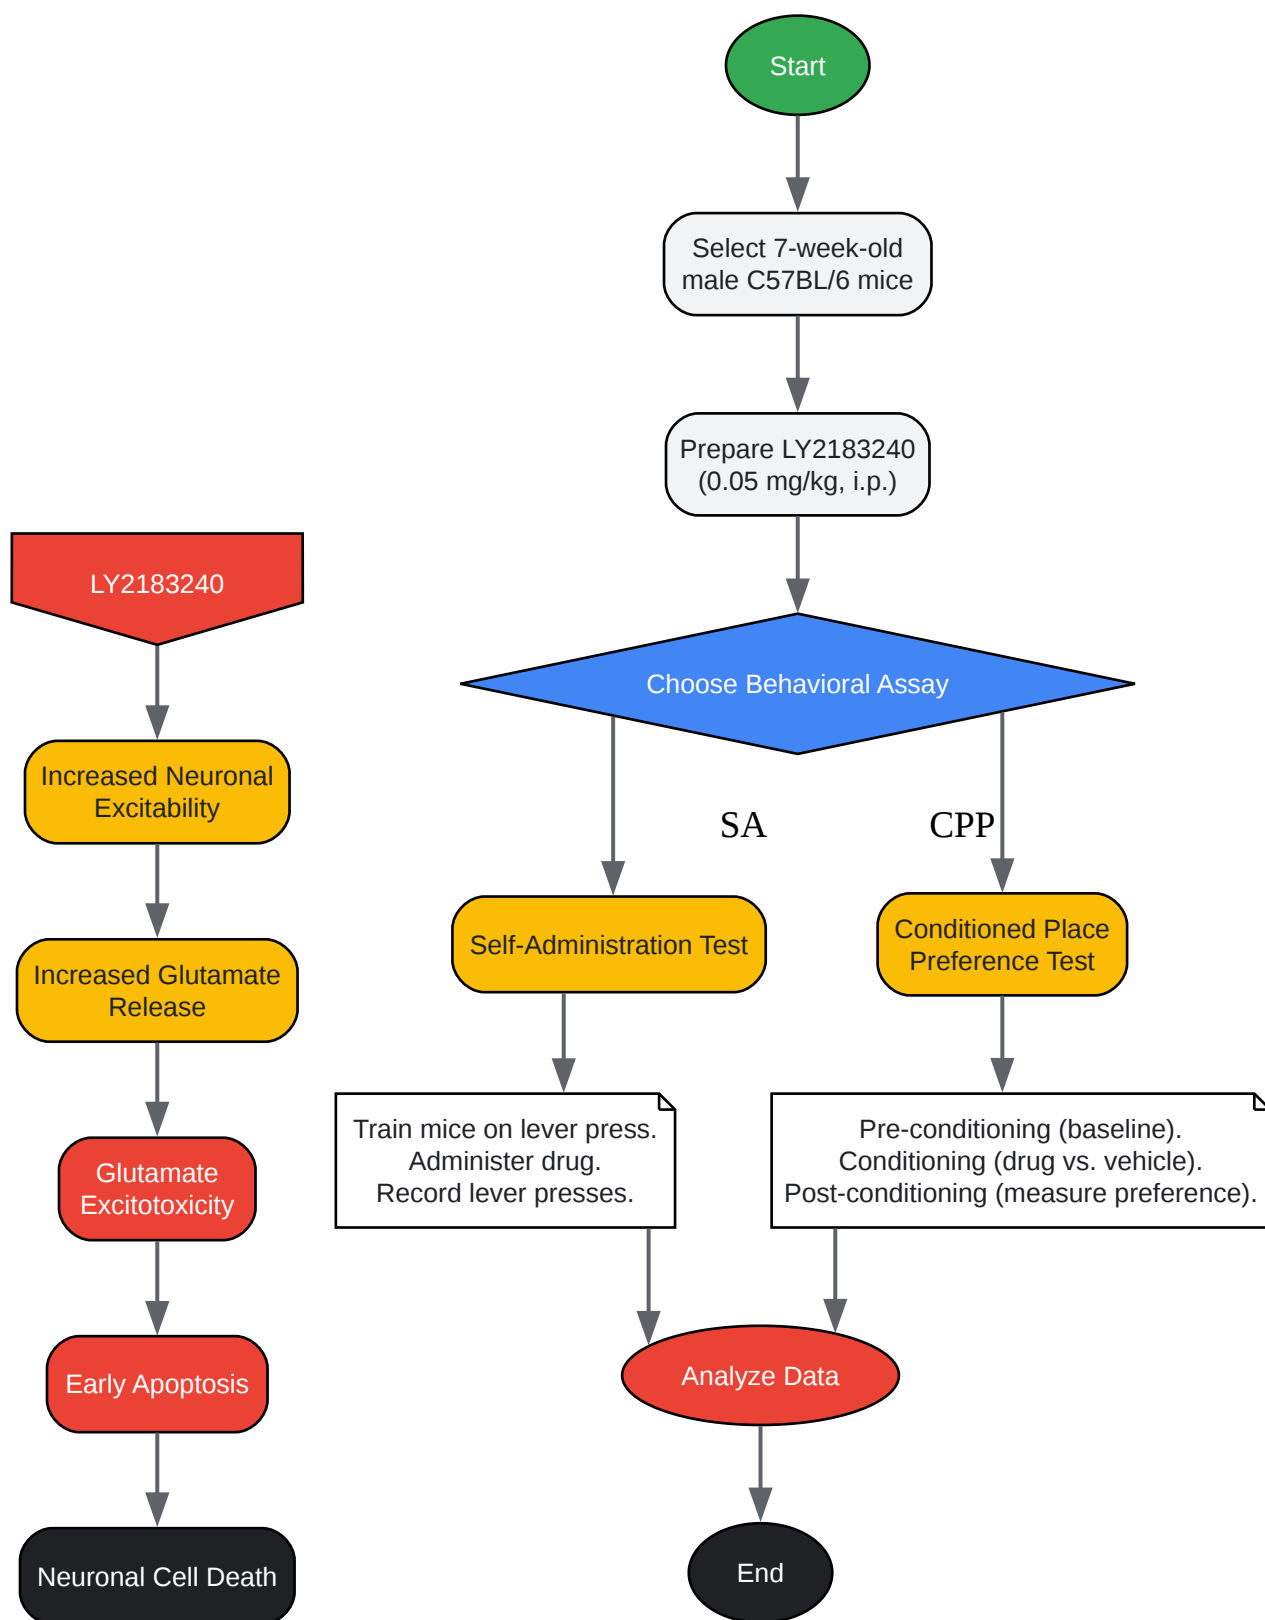 Start
Select 7-week-old
male C57BL/6 mice
Prepare LY2183240
(0.05 mg/kg, i.p.)
Choose Behavioral Assay
SA
CPP
Self-Administration Test
Conditioned Place
Preference Test
Train mice on lever press.
Administer drug.
Record lever presses.
Pre-conditioning (baseline).
Conditioning (drug vs. vehicle).
Post-conditioning (measure preference).
Analyze Data
End
LY2183240
Increased Neuronal
Excitability
Increased Glutamate
Release
Glutamate
Excitotoxicity
Early Apoptosis
Neuronal Cell Death